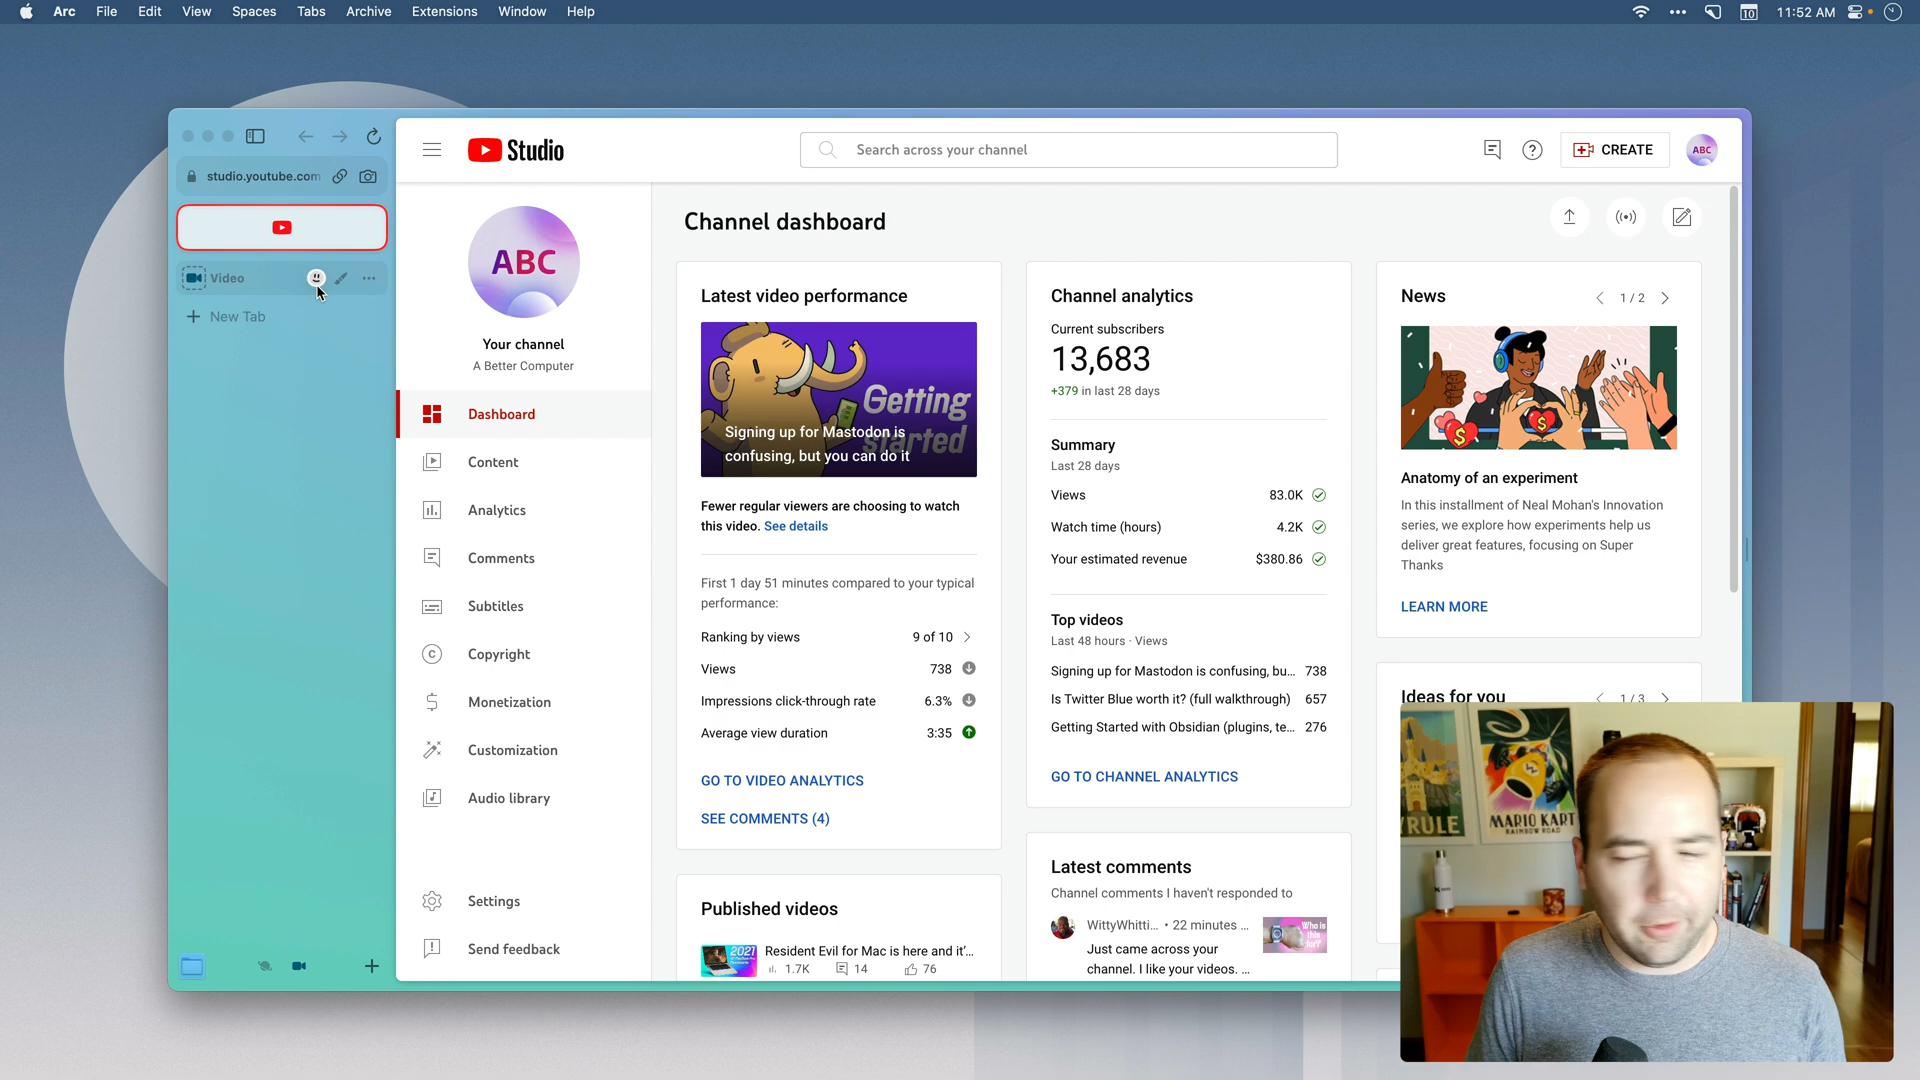 Arc File Edit View Spaces Tabs Archive Extensions Window Help
10 11:52 AM
studio.youtube.com
Video
New Tab
Studio
Search across your channel
CREATE
ABC
ABC
Your channel
A Better Computer
Dashboard
Content
Analytics
Comments
Subtitles
Copyright
Monetization
Customization
Audio library
Settings
Send feedback
Channel dashboard
Latest video performance
Getting
started
Signing up for Mastodon is
confusing, but you can do it
Fewer regular viewers are choosing to watch
this video. See details
First 1 day 51 minutes compared to your typical
performance:
Ranking by views 9 of 10
Views 738
Impressions click-through rate 6.3%
Average view duration 3:35
GO TO VIDEO ANALYTICS
SEE COMMENTS (4)
Published videos
2021
Resident Evil for Mac is here and it'...
1.7K 14 76
Channel analytics
Current subscribers
13,683
+379 in last 28 days
Summary
Last 28 days
Views 83.0K
Watch time (hours) 4.2K
Your estimated revenue $380.86
Top videos
Last 48 hours · Views
Signing up for Mastodon is confusing, bu... 738
Is Twitter Blue worth it? (full walkthrough) 657
Getting Started with Obsidian (plugins, te... 276
GO TO CHANNEL ANALYTICS
Latest comments
Channel comments I haven't responded to
WittyWhitti... • 22 minutes ...
Just came across your
channel. I like your videos. ...
Who is
this
for?
News
1 / 2
Anatomy of an experiment
In this installment of Neal Mohan's Innovation
series, we explore how experiments help us
deliver great features, focusing on Super
Thanks
LEARN MORE
Ideas for you
1 / 3
MARIO KART
RAINBOW ROAD